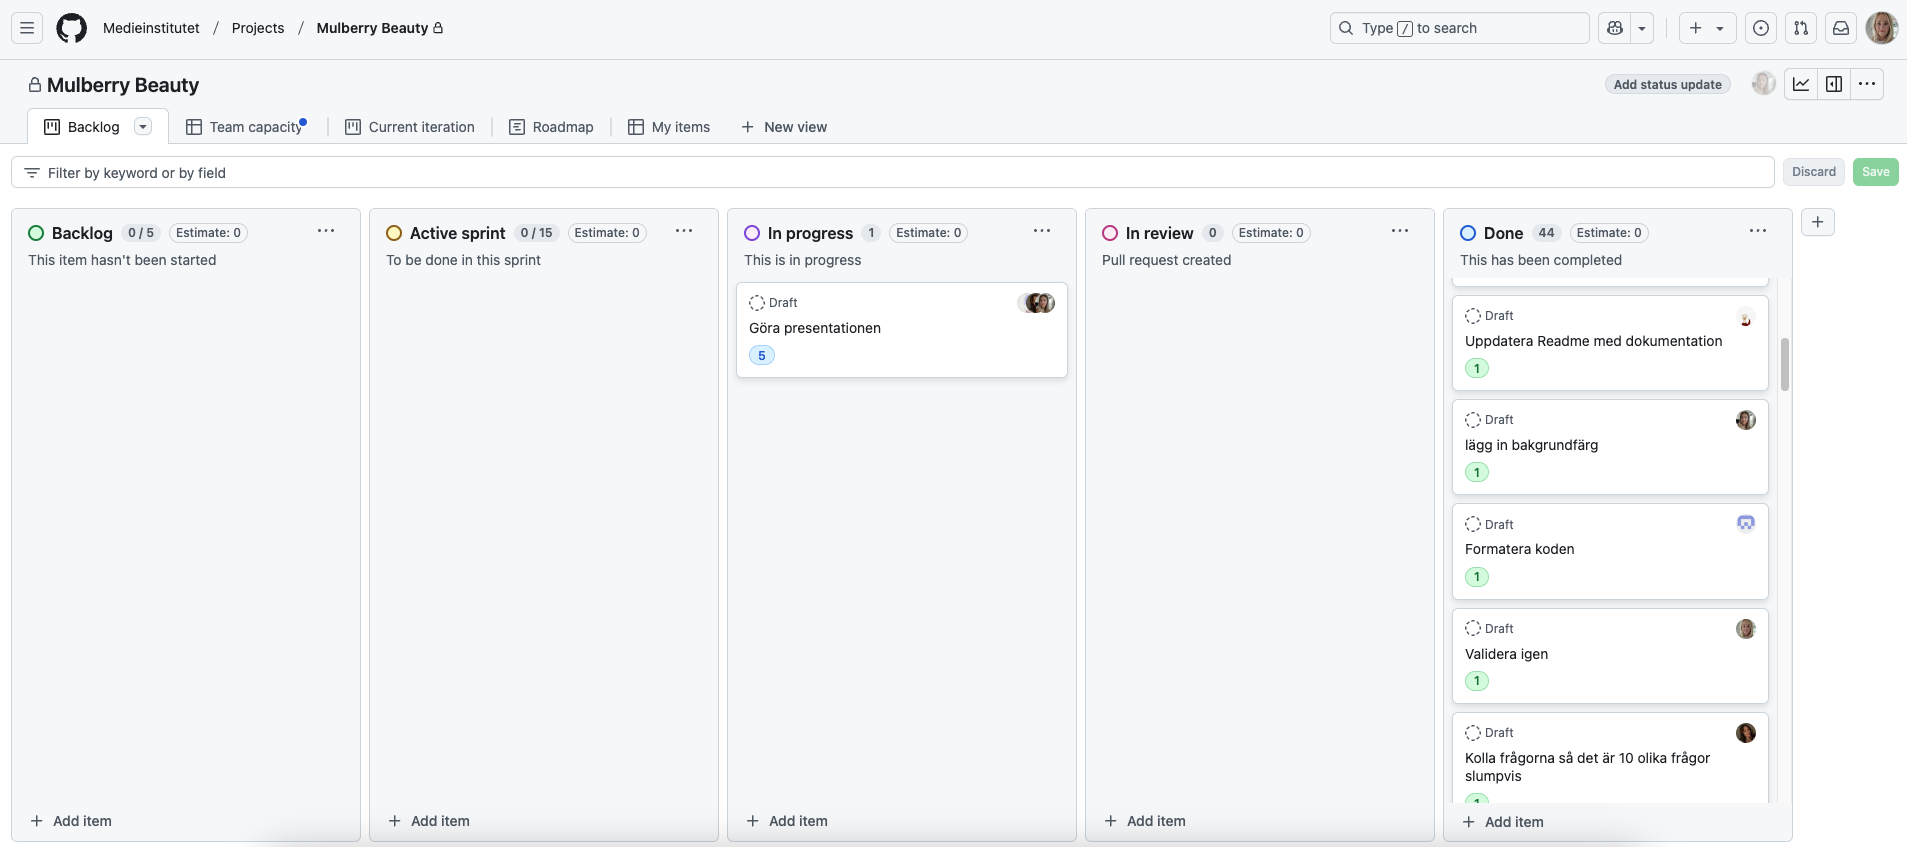 Medieinstitutet / Projects / Mulberry Beauty
Type / to search
Mulberry Beauty
Add status update
Backlog
Team capacity
Current iteration
Roadmap
My items
New view
Filter by keyword or by field
Discard
Save
Backlog 0 / 5 Estimate: 0
This item hasn't been started
Add item
Active sprint 0 / 15 Estimate: 0
To be done in this sprint
Add item
In progress 1 Estimate: 0
This is in progress
Draft
Göra presentationen
5
Add item
In review 0 Estimate: 0
Pull request created
Add item
Done 44 Estimate: 0
This has been completed
Draft
Uppdatera Readme med dokumentation
1
Draft
lägg in bakgrundfärg
1
Draft
Formatera koden
1
Draft
Validera igen
1
Draft
Kolla frågorna så det är 10 olika frågor
slumpvis
1
Add item